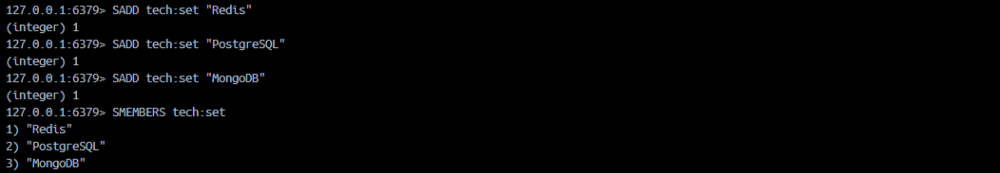 127.0.0.1:6379> SADD tech:set "Redis"
(integer) 1
127.0.0.1:6379> SADD tech:set "PostgreSQL"
(integer) 1
127.0.0.1:6379> SADD tech:set "MongoDB"
(integer) 1
127.0.0.1:6379> SMEMBERS tech:set
1) "Redis"
2) "PostgreSQL"
3) "MongoDB"